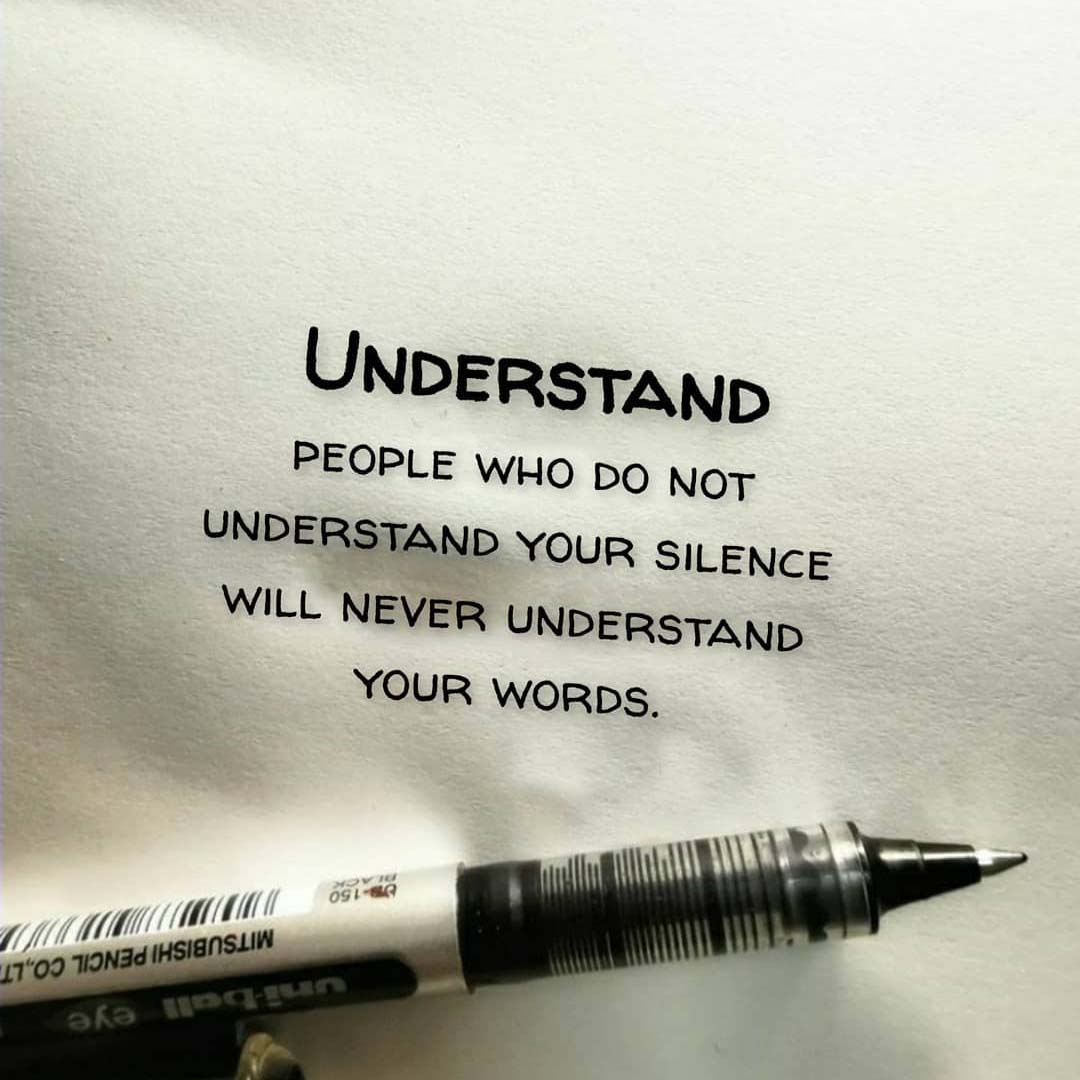 UNDERSTAND
PEOPLE WHO DO NOT
UNDERSTAND YOUR SILENCE
WILL NEVER UNDERSTAND
YOUR WORDS.
UB-150
BLACK
MITSUBISHI PENCIL CO.,LT
uni-ball eye